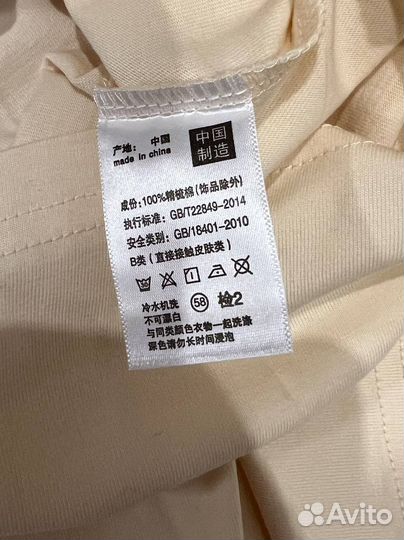 产地：中国
made in china
中国
制造
成份：100%精梳棉（饰品除外）
执行标准：GB/T22849-2014
安全类别：GB/18401-2010
B类（直接接触皮肤类）
冷水机洗
不可漂白
58 检2
与同类颜色衣物一起洗涤
深色请勿长时间浸泡
Avito